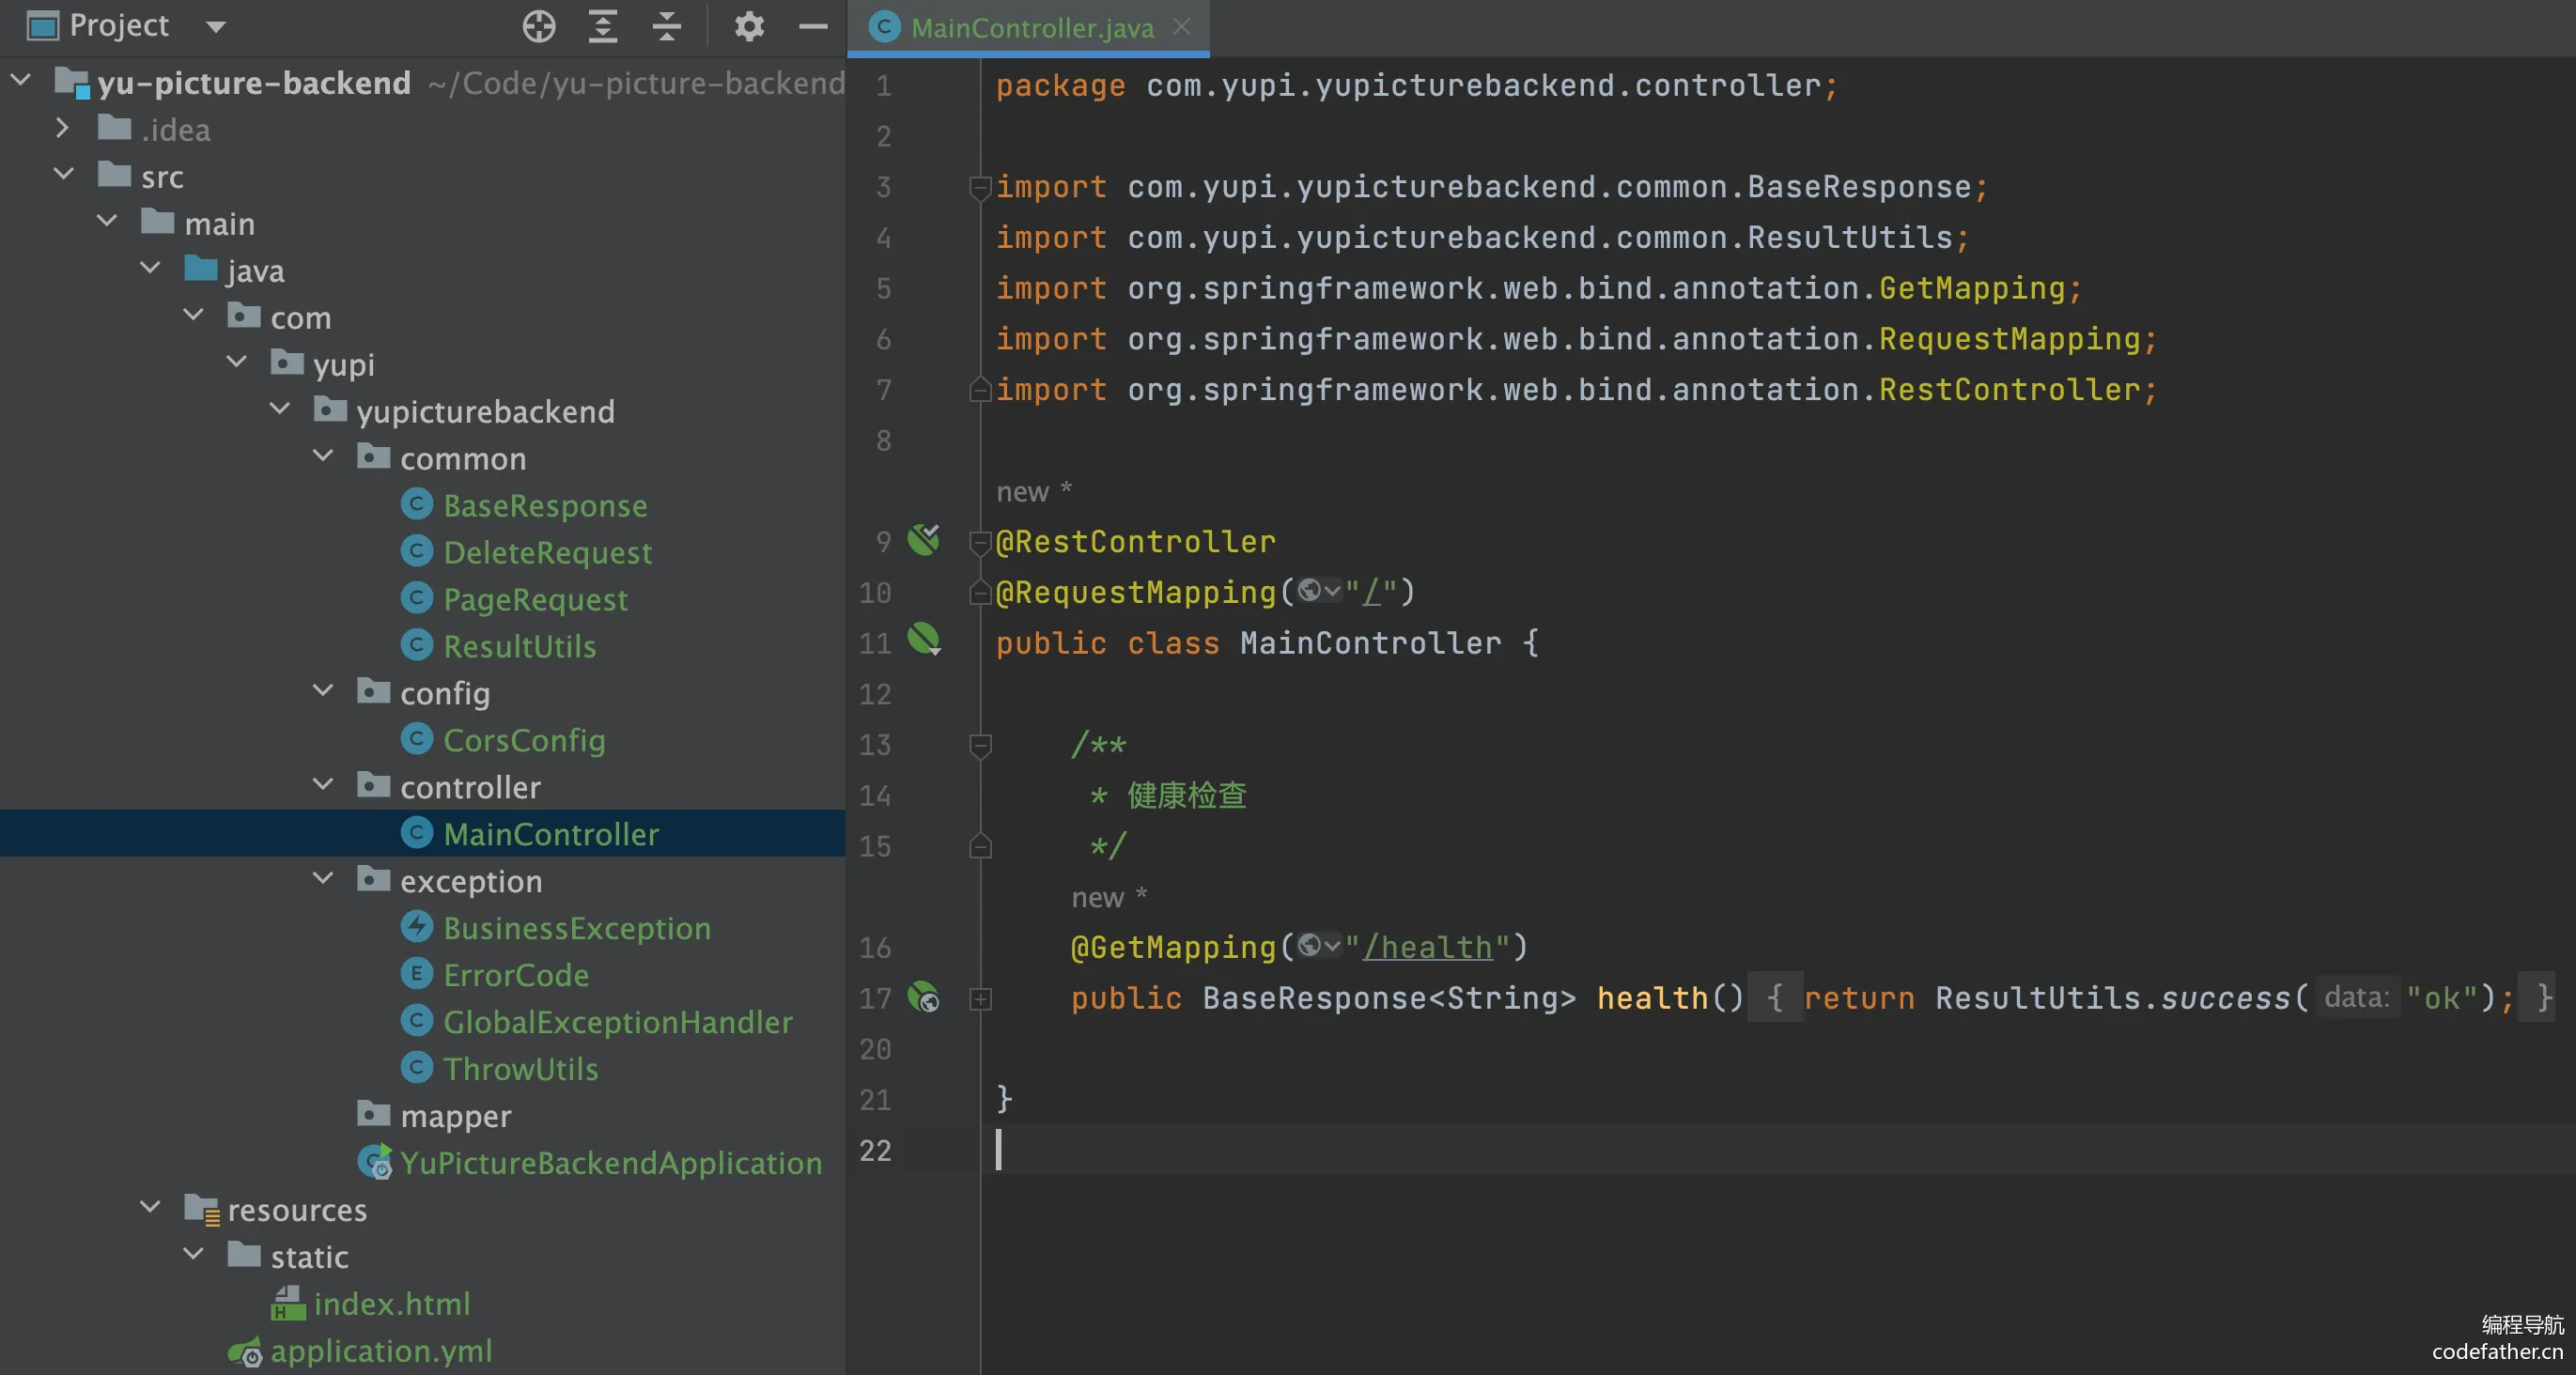 Project
yu-picture-backend ~/Code/yu-picture-backend
.idea
src
main
java
com
yupi
yupicturebackend
common
BaseResponse
DeleteRequest
PageRequest
ResultUtils
config
CorsConfig
controller
MainController
exception
BusinessException
ErrorCode
GlobalExceptionHandler
ThrowUtils
mapper
YuPictureBackendApplication
resources
static
index.html
application.yml
MainController.java
1 package com.yupi.yupicturebackend.controller;
2
3 import com.yupi.yupicturebackend.common.BaseResponse;
4 import com.yupi.yupicturebackend.common.ResultUtils;
5 import org.springframework.web.bind.annotation.GetMapping;
6 import org.springframework.web.bind.annotation.RequestMapping;
7 import org.springframework.web.bind.annotation.RestController;
8
new *
9 @RestController
10 @RequestMapping("/")
11 public class MainController {
12
13 /**
14 * 健康检查
15 */
new *
16 @GetMapping("/health")
17 public BaseResponse<String> health() { return ResultUtils.success( data: "ok"); }
20
21 }
22
编程导航
codefather.cn